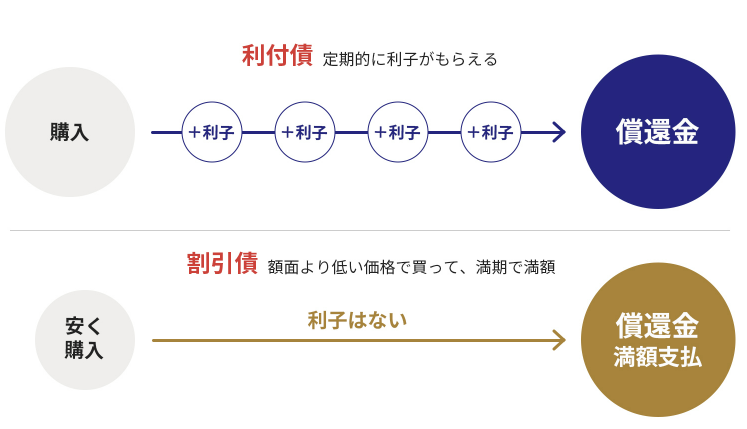 利付債 定期的に利子がもらえる
購入
＋利子
＋利子
＋利子
＋利子
償還金
割引債 額面より低い価格で買って、満期で満額
安く
購入
利子はない
償還金
満額支払